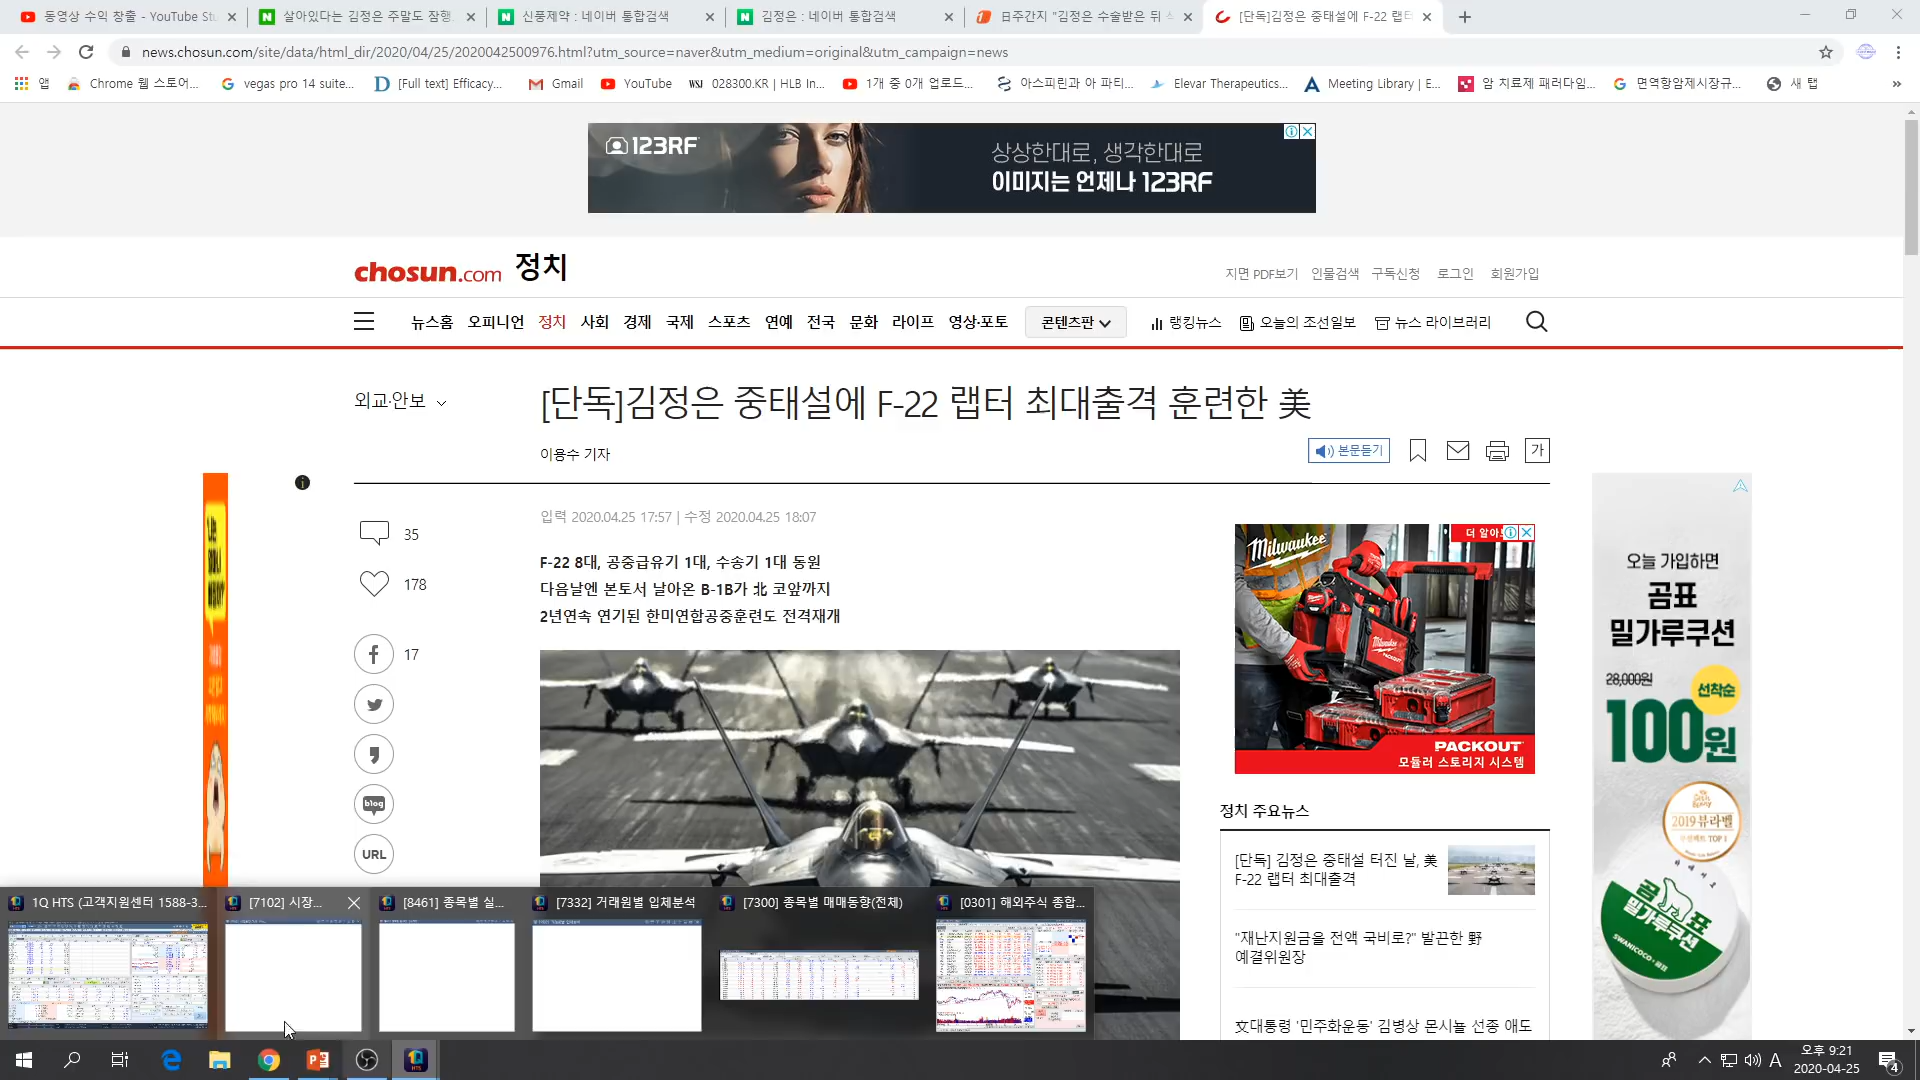 동영상 수익 창출 - YouTube Stu
살아있다는 김정은 주말도 잠행
신풍제약 : 네이버 통합검색
김정은 : 네이버 통합검색
日주간지 "김정은 수술받은 뒤 식
[단독]김정은 중태설에 F-22 랩터
news.chosun.com/site/data/html_dir/2020/04/25/2020042500976.html?utm_source=naver&utm_medium=original&utm_campaign=news
앱
Chrome 웹 스토어...
vegas pro 14 suite...
[Full text] Efficacy...
Gmail
YouTube
WSJ 028300.KR | HLB In...
1개 중 0개 업로드...
아스피린과 아 파티...
Elevar Therapeutics...
Meeting Library | E...
암 치료제 패러다임...
면역항암제시장규...
새 탭
»
123RF
상상한대로, 생각한대로
이미지는 언제나 123RF
chosun.com 정치
지면 PDF보기 인물검색 구독신청 로그인 회원가입
뉴스홈 오피니언 정치 사회 경제 국제 스포츠 연예 전국 문화 라이프 영상·포토 콘텐츠판 랭킹뉴스 오늘의 조선일보 뉴스 라이브러리
외교·안보
[단독]김정은 중태설에 F-22 랩터 최대출격 훈련한 美
이용수 기자
본문듣기
가
입력 2020.04.25 17:57 | 수정 2020.04.25 18:07
35
178
17
blog
URL
F-22 8대, 공중급유기 1대, 수송기 1대 동원
다음날엔 본토서 날아온 B-1B가 北 코앞까지
2년연속 연기된 한미연합공중훈련도 전격재개
더 알아
Milwaukee
PACKOUT
모듈러 스토리지 시스템
오늘 가입하면
곰표
밀가루쿠션
28,000원
선착순
100원
2019 뷰라벨
곰표
밀가루쿠션
SWANICOCO · 곰표
정치 주요뉴스
[단독] 김정은 중태설 터진 날, 美
F-22 랩터 최대출격
"재난지원금을 전액 국비로?" 발끈한 野
예결위원장
文대통령 '민주화운동' 김병상 몬시뇰 선종 애도
1Q HTS (고객지원센터 1588-3...
[7102] 시장...
[8461] 종목별 실...
[7332] 거래원별 입체분석
[7300] 종목별 매매동향(전체)
[0301] 해외주식 종합...
A
오후 9:21
2020-04-25
4